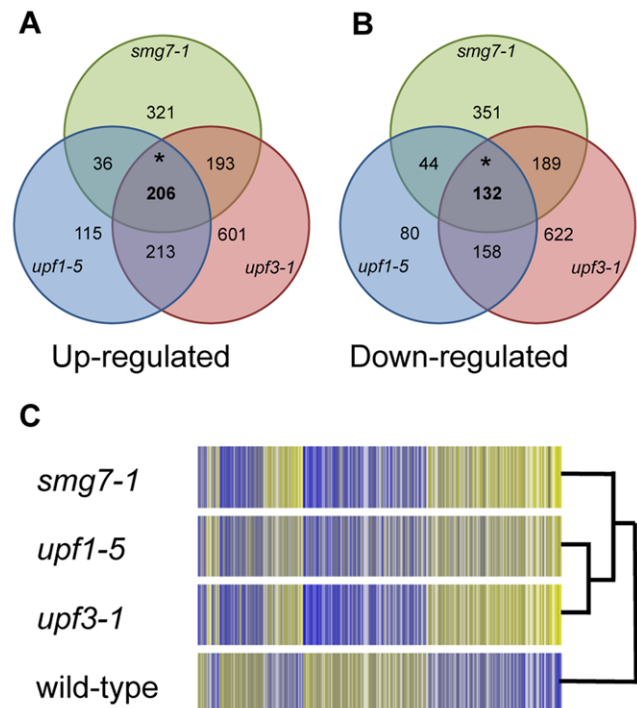 A
smg7-1
321
36
*
193
206
115
601
213
upf1-5
upf3-1
Up-regulated
B
smg7-1
351
44
*
189
132
80
622
158
upf1-5
upf3-1
Down-regulated
C
smg7-1
upf1-5
upf3-1
wild-type